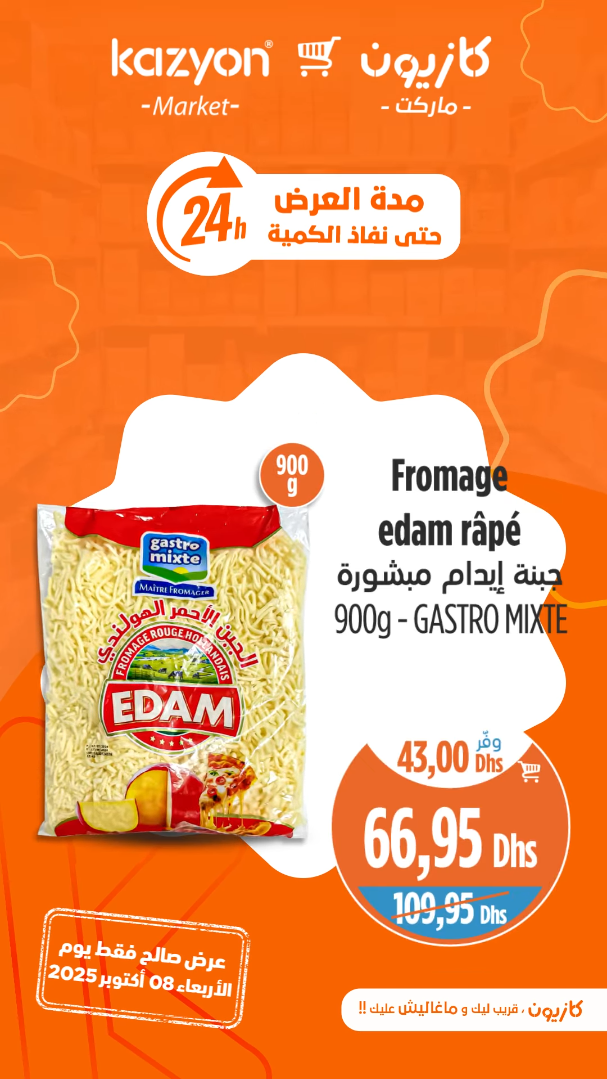 kazyon®
-Market-
كازيون
- ماركت -
24h
مدة العرض
حتى نفاذ الكمية
900
g
Fromage
edam râpé
جبنة إيدام مبشورة
900g - GASTRO MIXTE
gastro
mixte
MAÎTRE FROMAGER
الجبن الأحمر الهولندي
FROMAGE ROUGE HOLLANDAIS
EDAM
وفّر
43,00 Dhs
66,95 Dhs
109,95 Dhs
عرض صالح فقط يوم
الأربعاء 08 أكتوبر 2025
كازيون ، قريب ليك و ماغاليش عليك !!